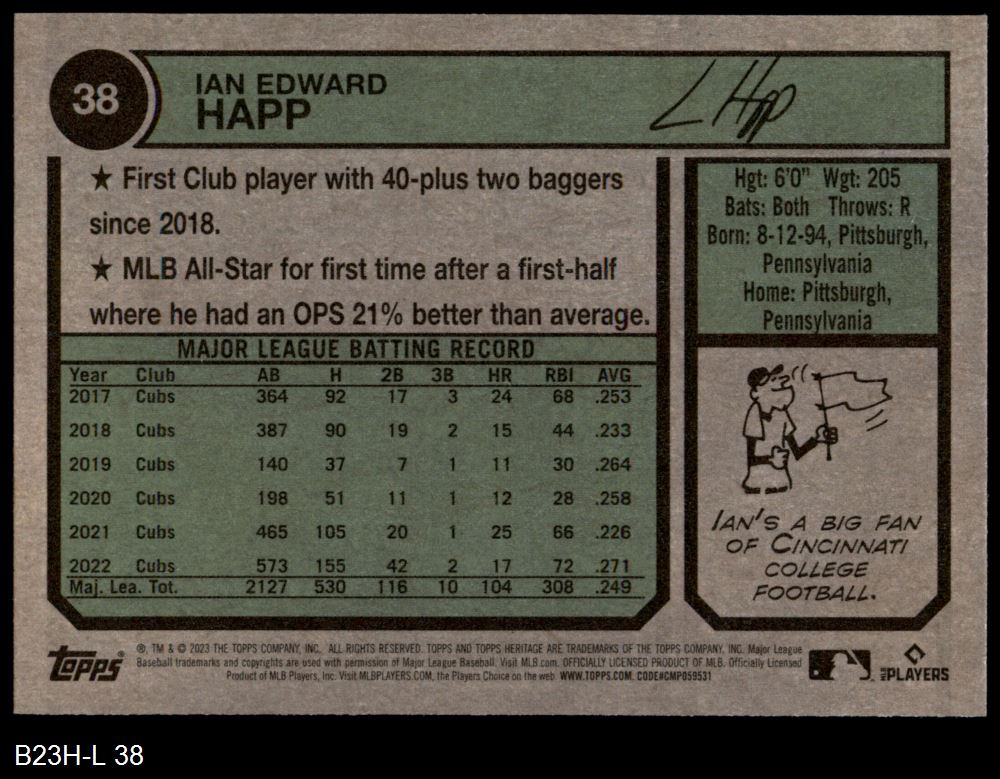 38
IAN EDWARD
HAPP
I Happ
★ First Club player with 40-plus two baggers
since 2018.
★ MLB All-Star for first time after a first-half
where he had an OPS 21% better than average.
MAJOR LEAGUE BATTING RECORD
Year Club AB H 2B 3B HR RBI AVG
2017 Cubs 364 92 17 3 24 68 .253
2018 Cubs 387 90 19 2 15 44 .233
2019 Cubs 140 37 7 1 11 30 .264
2020 Cubs 198 51 11 1 12 28 .258
2021 Cubs 465 105 20 1 25 66 .226
2022 Cubs 573 155 42 2 17 72 .271
Maj. Lea. Tot. 2127 530 116 10 104 308 .249
Hgt: 6'0" Wgt: 205
Bats: Both Throws: R
Born: 8-12-94, Pittsburgh,
Pennsylvania
Home: Pittsburgh,
Pennsylvania
IAN'S A BIG FAN
OF CINCINNATI
COLLEGE
FOOTBALL.
Topps
®, TM & © 2023 THE TOPPS COMPANY, INC. ALL RIGHTS RESERVED. TOPPS AND TOPPS HERITAGE ARE TRADEMARKS OF THE TOPPS COMPANY, INC. Major League
Baseball trademarks and copyrights are used with permission of Major League Baseball. Visit MLB.com. OFFICIALLY LICENSED PRODUCT OF MLB. Officially Licensed
Product of MLB Players, Inc. Visit MLBPLAYERS.COM, the Players Choice on the web. WWW.TOPPS.COM. CODE#CMP059531
MLB PLAYERS
B23H-L 38